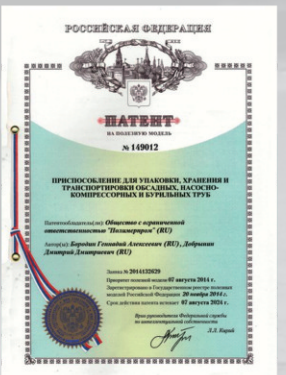 РОССИЙСКАЯ ФЕДЕРАЦИЯ
ПАТЕНТ
НА ПОЛЕЗНУЮ МОДЕЛЬ
№ 149012
ПРИСПОСОБЛЕНИЕ ДЛЯ УПАКОВКИ, ХРАНЕНИЯ И
ТРАНСПОРТИРОВКИ ОБСАДНЫХ, НАСОСНО-
КОМПРЕССОРНЫХ И БУРИЛЬНЫХ ТРУБ
Патентообладатель(ли): Общество с ограниченной
ответственностью "Полимерпром" (RU)
Автор(ы): Бородин Геннадий Алексеевич (RU), Добрынин
Дмитрий Дмитриевич (RU)
Заявка № 2014132629
Приоритет полезной модели 07 августа 2014 г.
Зарегистрировано в Государственном реестре полезных
моделей Российской Федерации 20 ноября 2014 г.
Срок действия патента истекает 07 августа 2024 г.
Врио руководителя Федеральной службы
по интеллектуальной собственности
Л.Л. Кирий